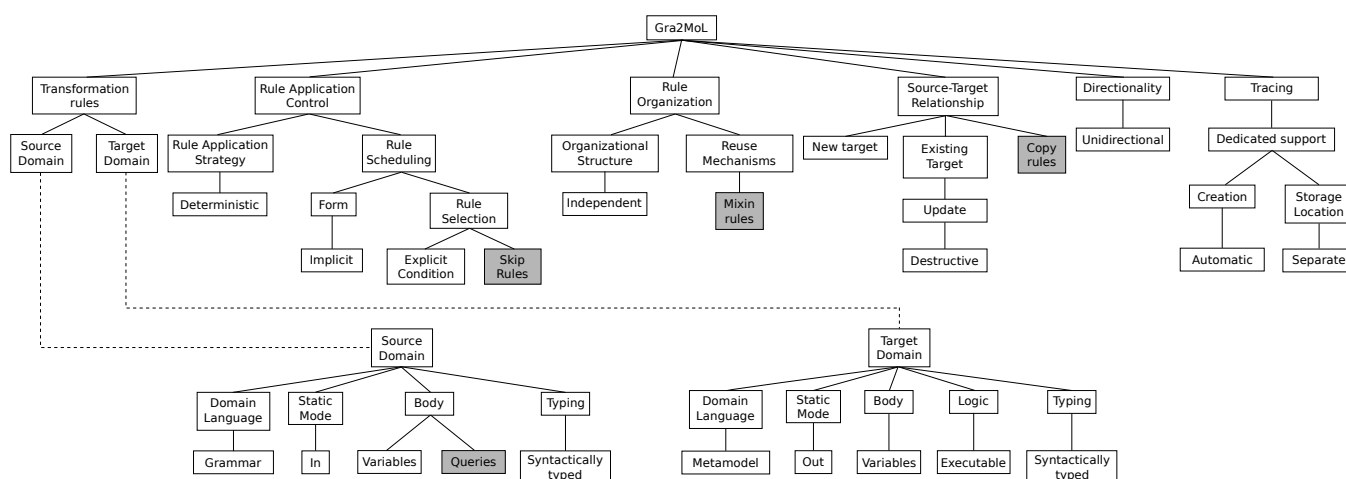 Gra2MoL
Transformation
rules
Rule Application
Control
Rule
Organization
Source-Target
Relationship
Directionality
Tracing
Source
Domain
Target
Domain
Rule Application
Strategy
Rule
Scheduling
Organizational
Structure
Reuse
Mechanisms
New target
Existing
Target
Copy
rules
Unidirectional
Dedicated support
Deterministic
Form
Rule
Selection
Independent
Mixin
rules
Update
Creation
Storage
Location
Implicit
Explicit
Condition
Skip
Rules
Destructive
Automatic
Separate
Source
Domain
Target
Domain
Domain
Language
Static
Mode
Body
Typing
Domain
Language
Static
Mode
Body
Logic
Typing
Grammar
In
Variables
Queries
Syntactically
typed
Metamodel
Out
Variables
Executable
Syntactically
typed